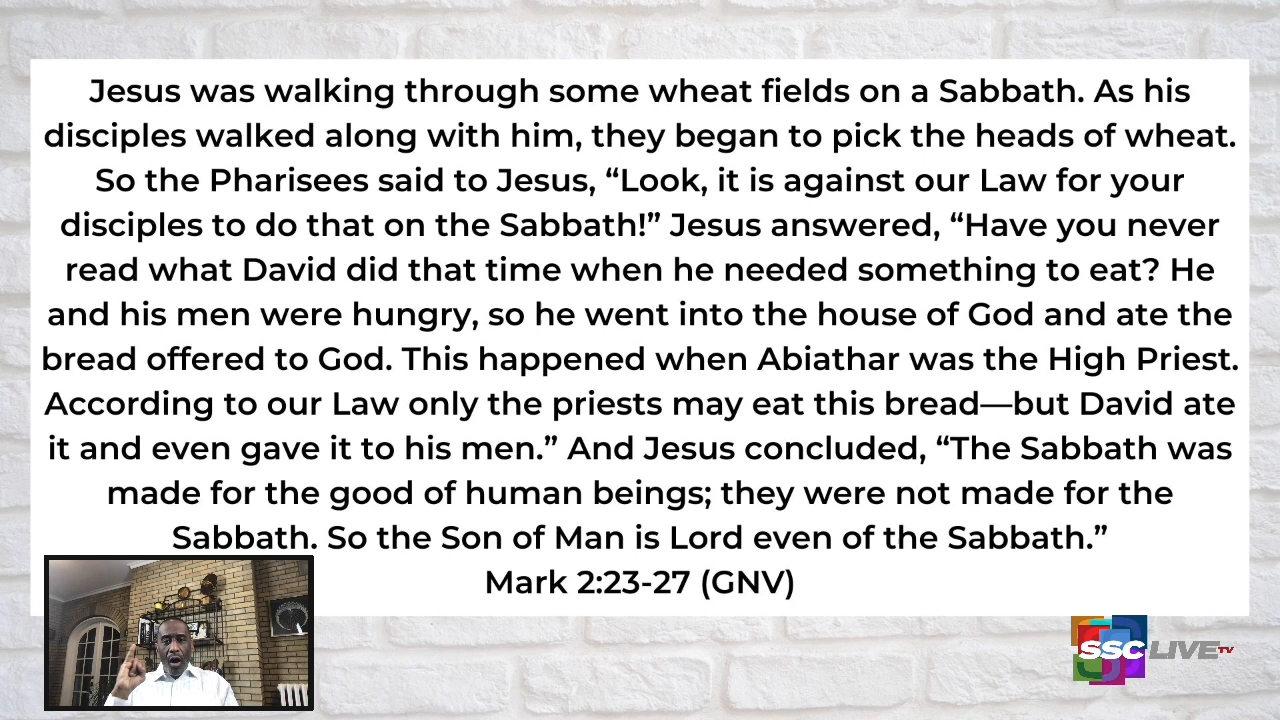 Jesus was walking through some wheat fields on a Sabbath. As his
disciples walked along with him, they began to pick the heads of wheat.
So the Pharisees said to Jesus, “Look, it is against our Law for your
disciples to do that on the Sabbath!” Jesus answered, “Have you never
read what David did that time when he needed something to eat? He
and his men were hungry, so he went into the house of God and ate the
bread offered to God. This happened when Abiathar was the High Priest.
According to our Law only the priests may eat this bread—but David ate
it and even gave it to his men.” And Jesus concluded, “The Sabbath was
made for the good of human beings; they were not made for the
Sabbath. So the Son of Man is Lord even of the Sabbath.”
Mark 2:23-27 (GNV)
SSC LIVE TV